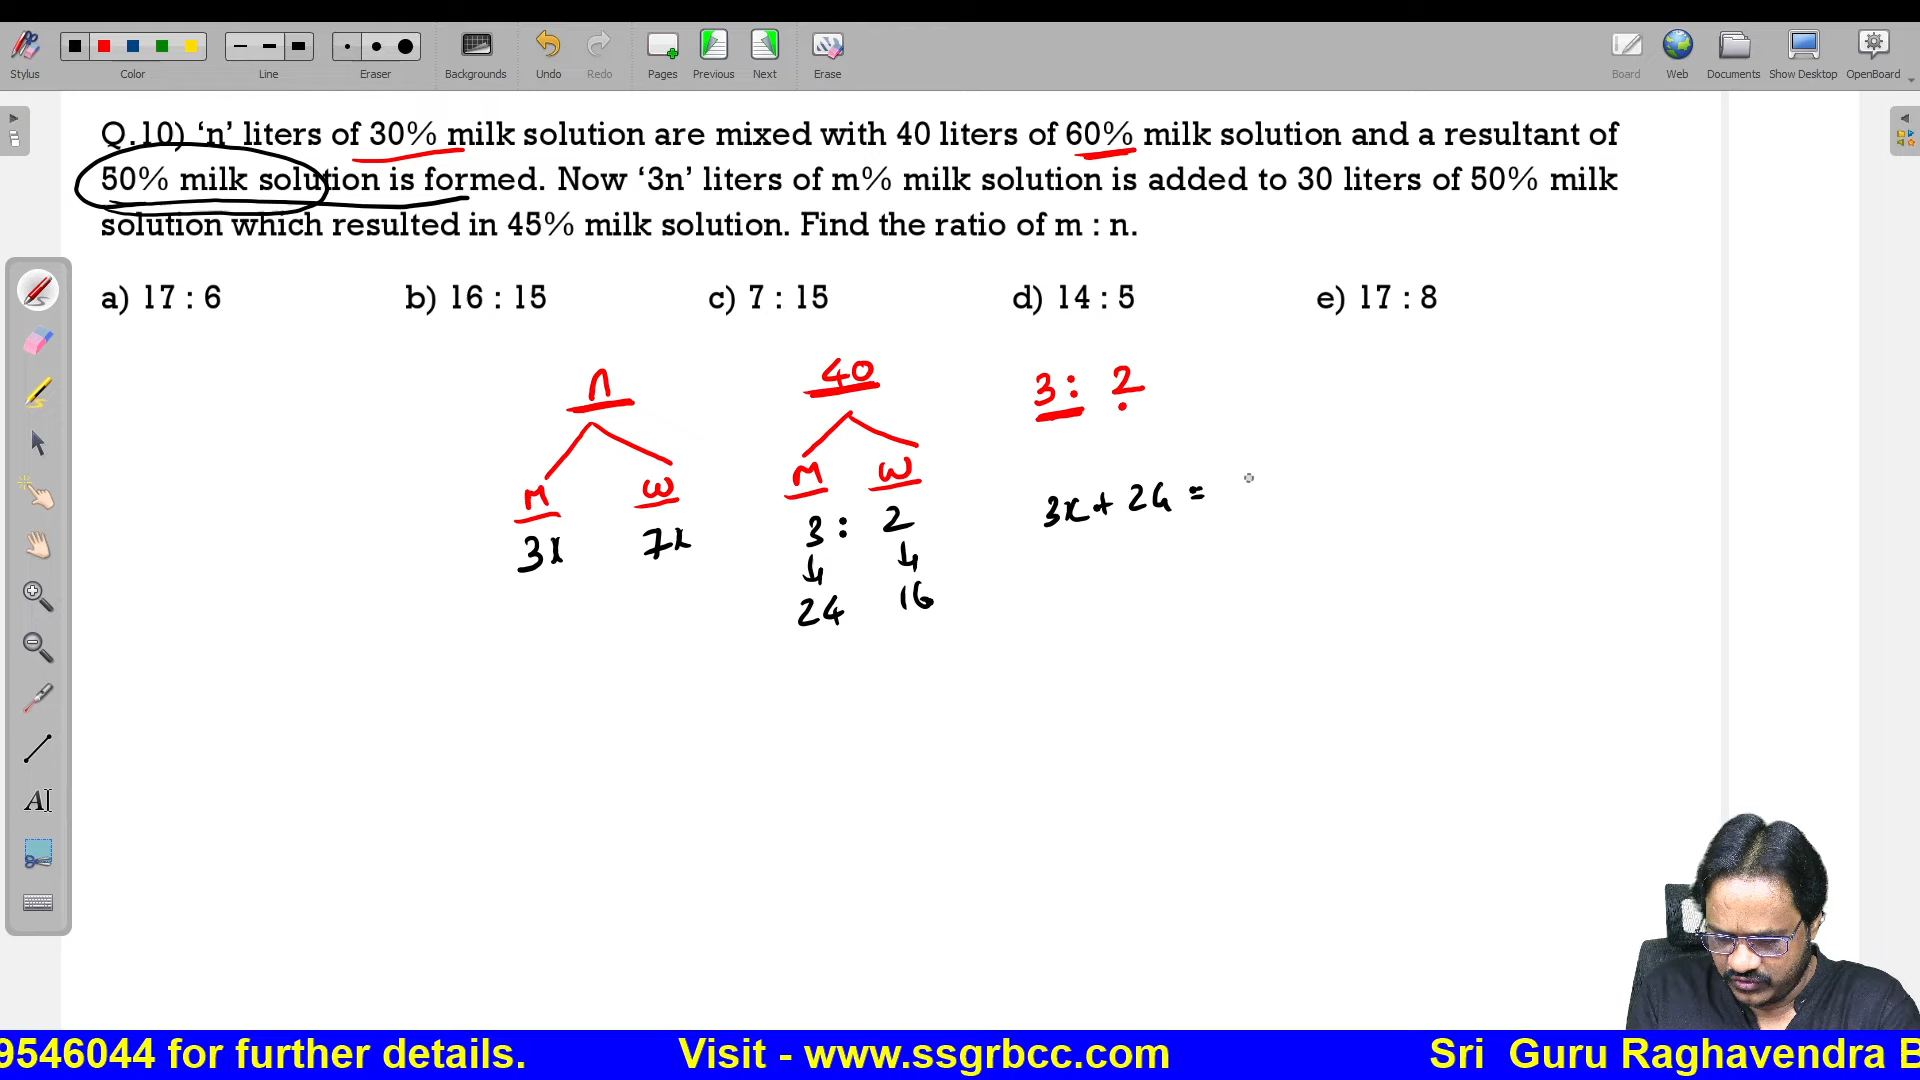 Stylus
Color
Line
Eraser
Backgrounds
Undo
Redo
Pages
Previous
Next
Erase
Board
Web
Documents
Show Desktop
OpenBoard
Q.10) ‘n’ liters of 30% milk solution are mixed with 40 liters of 60% milk solution and a resultant of
50% milk solution is formed. Now ‘3n’ liters of m% milk solution is added to 30 liters of 50% milk
solution which resulted in 45% milk solution. Find the ratio of m : n.
a) 17 : 6
b) 16 : 15
c) 7 : 15
d) 14 : 5
e) 17 : 8
n
40
3 : 2
M W
M W
3x 7x
3 : 2
24 16
3x + 24 =
9546044 for further details.
Visit - www.ssgrbcc.com
Sri Guru Raghavendra B